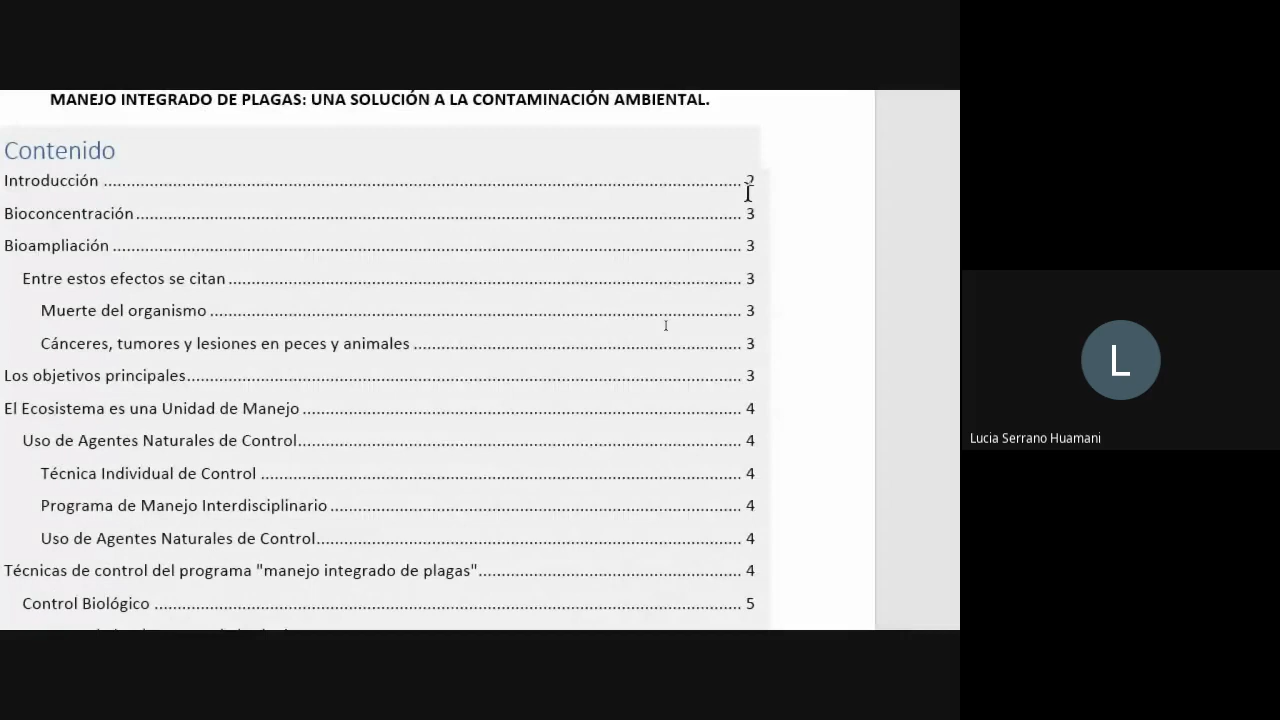 MANEJO INTEGRADO DE PLAGAS: UNA SOLUCIÓN A LA CONTAMINACIÓN AMBIENTAL.
Contenido
Introducción ........................................ 2
Bioconcentración ........................................ 3
Bioampliación ........................................ 3
Entre estos efectos se citan ........................................ 3
Muerte del organismo ........................................ 3
Cánceres, tumores y lesiones en peces y animales ........................................ 3
Los objetivos principales ........................................ 3
El Ecosistema es una Unidad de Manejo ........................................ 4
Uso de Agentes Naturales de Control ........................................ 4
Técnica Individual de Control ........................................ 4
Programa de Manejo Interdisciplinario ........................................ 4
Uso de Agentes Naturales de Control ........................................ 4
Técnicas de control del programa "manejo integrado de plagas" ........................................ 4
Control Biológico ........................................ 5
L
Lucia Serrano Huamani